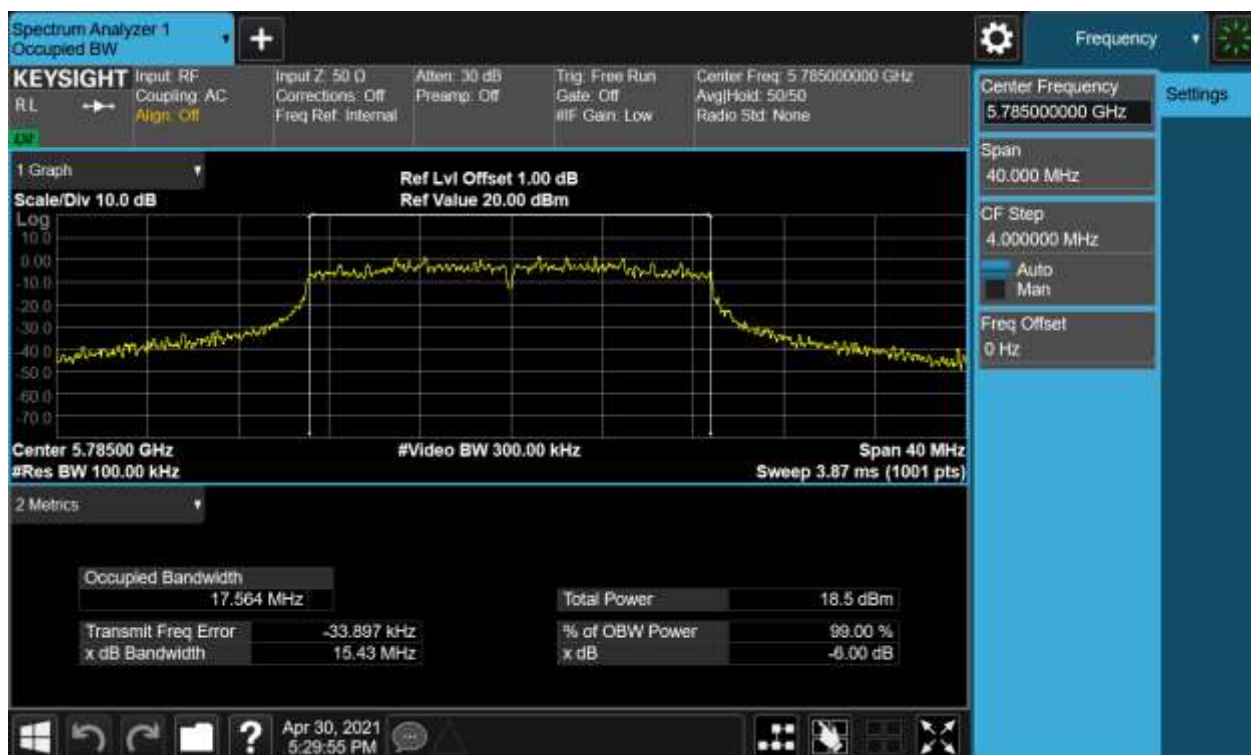 Spectrum Analyzer 1
Occupied BW
Frequency
KEYSIGHT
RL
Input: RF
Coupling: AC
Align: Off
Input Z: 50 Ω
Corrections: Off
Freq Ref: Internal
Atten: 30 dB
Preamp: Off
Trig: Free Run
Gate: Off
#IF Gain: Low
Center Freq: 5.785000000 GHz
Avg|Hold: 50/50
Radio Std: None
Center Frequency
5.785000000 GHz
Settings
Span
40.000 MHz
CF Step
4.000000 MHz
Auto
Man
Freq Offset
0 Hz
1 Graph
Scale/Div 10.0 dB
Ref Lvl Offset 1.00 dB
Ref Value 20.00 dBm
Log
10.0
0.00
-10.0
-20.0
-30.0
-40.0
-50.0
-60.0
-70.0
Center 5.78500 GHz
#Video BW 300.00 kHz
Span 40 MHz
#Res BW 100.00 kHz
Sweep 3.87 ms (1001 pts)
2 Metrics
Occupied Bandwidth
17.564 MHz
Total Power 18.5 dBm
Transmit Freq Error -33.897 kHz
% of OBW Power 99.00 %
x dB Bandwidth 15.43 MHz
x dB -6.00 dB
?
Apr 30, 2021
5:29:55 PM